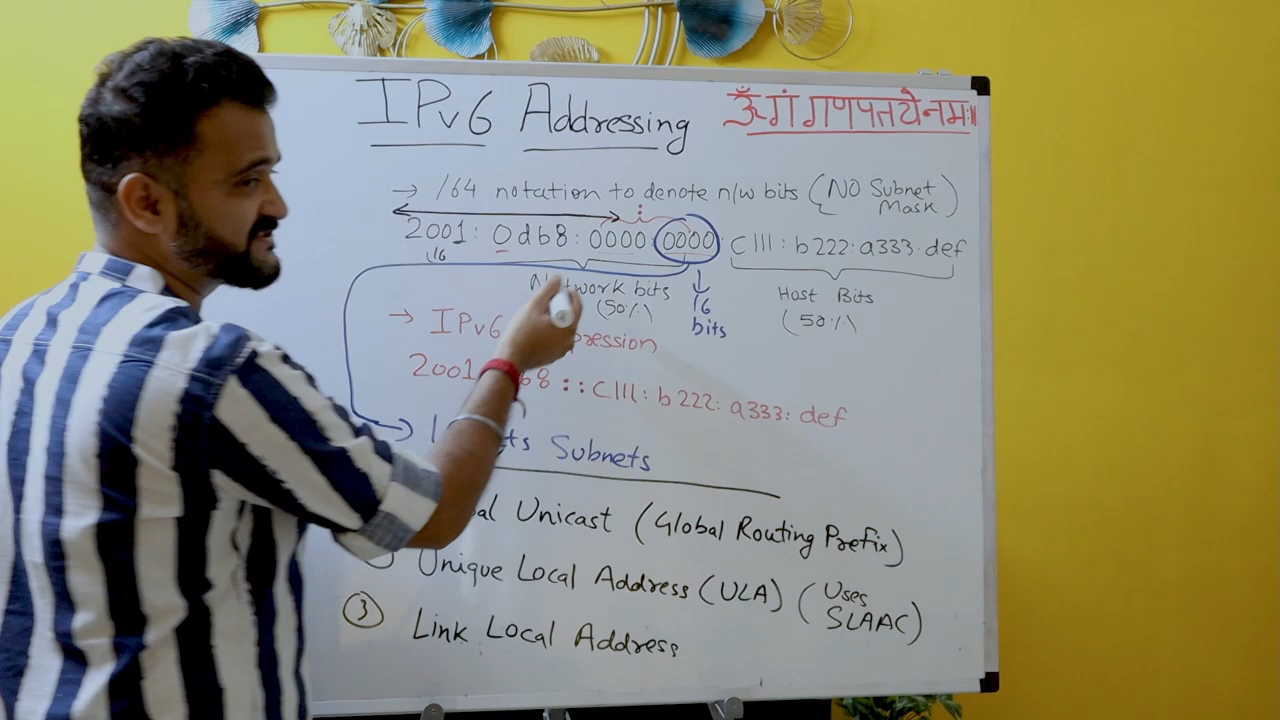 IPv6 Addressing
ॐ गं गणपतये नमः॥
→ /64 notation to denote n/w bits (NO Subnet Mask)
2001: 0db8: 0000: 0000: c111: b222: a333: def
16
bits (50%)
16 bits
Host Bits (50%)
→ IPv6
2001 b8::c111: b222: a333: def
Subnets
Unicast (Global Routing Prefix)
Unique Local Address (ULA) (Uses SLAAC)
③ Link Local Address